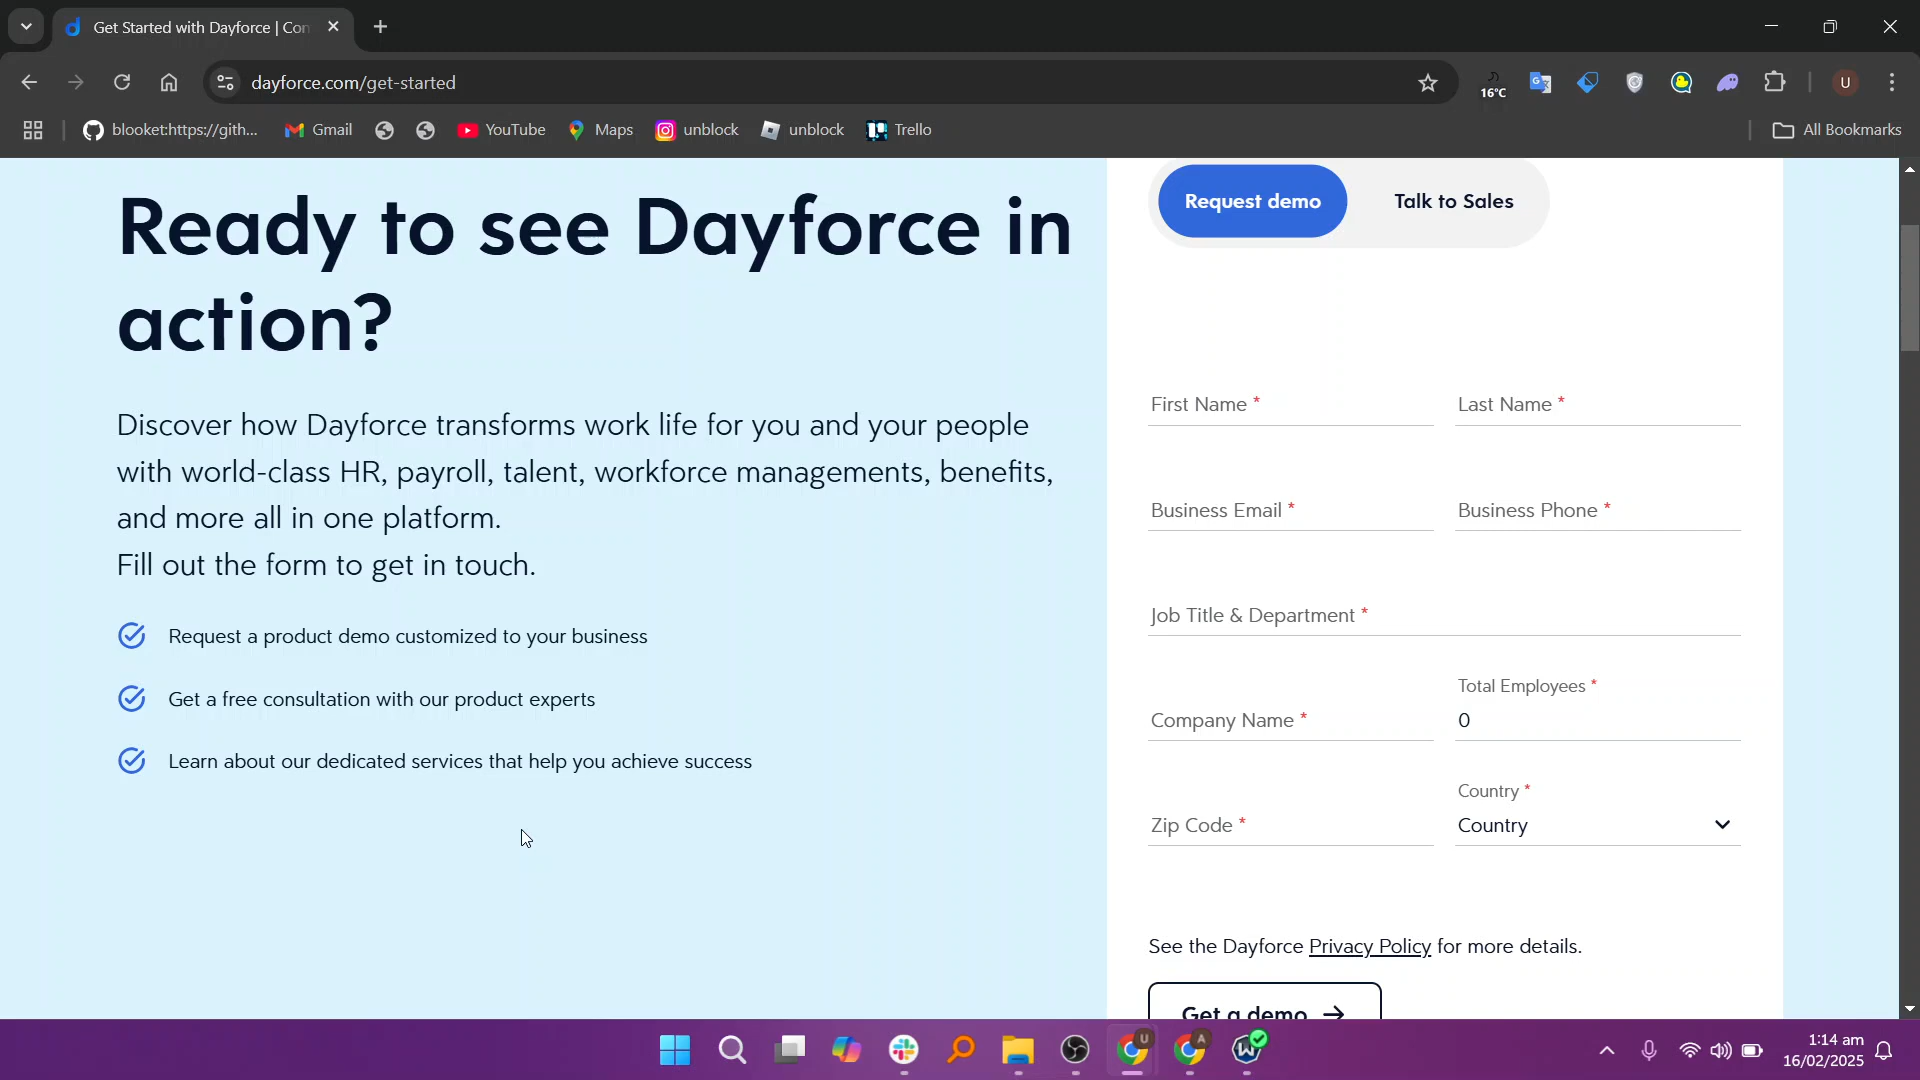 Get Started with Dayforce | Con
dayforce.com/get-started
16°C
U
blooket:https://gith...
Gmail
YouTube
Maps
unblock
unblock
Trello
All Bookmarks
Ready to see Dayforce in
action?
Discover how Dayforce transforms work life for you and your people
with world-class HR, payroll, talent, workforce managements, benefits,
and more all in one platform.
Fill out the form to get in touch.
Request a product demo customized to your business
Get a free consultation with our product experts
Learn about our dedicated services that help you achieve success
Request demo
Talk to Sales
First Name *
Last Name *
Business Email *
Business Phone *
Job Title & Department *
Company Name *
Total Employees *
0
Zip Code *
Country *
Country
See the Dayforce Privacy Policy for more details.
Get a demo
U
A
1:14 am
16/02/2025